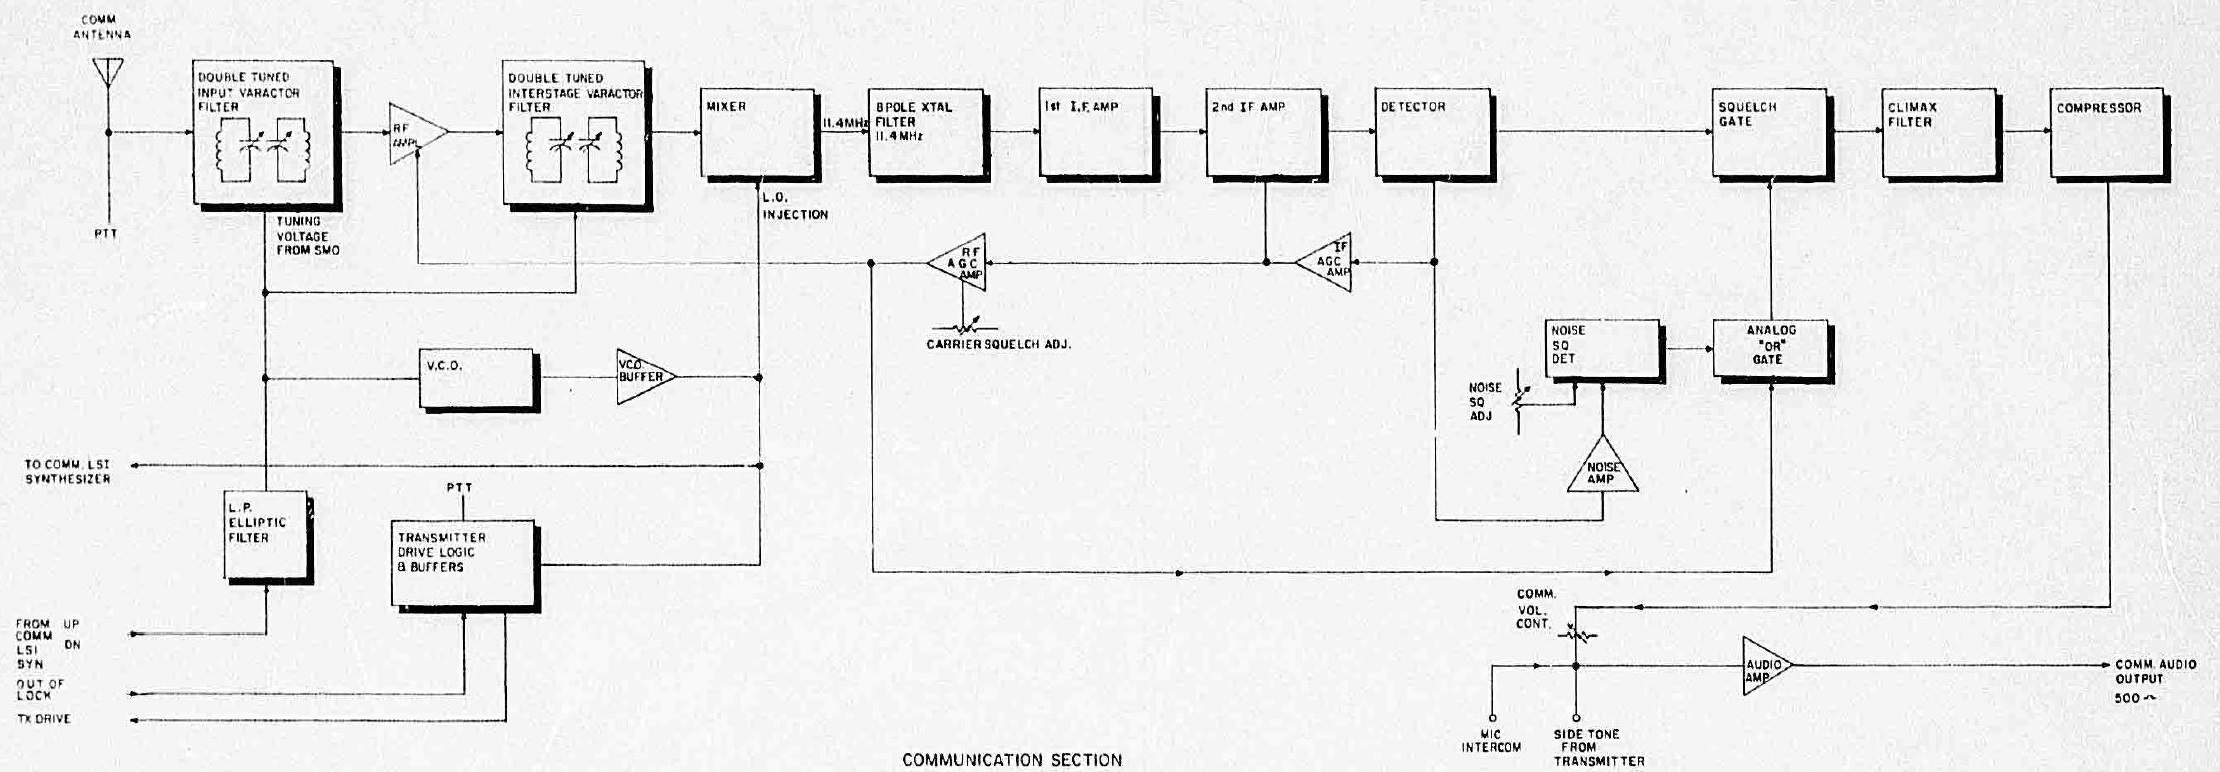 COMM
ANTENNA
PTT
DOUBLE TUNED
INPUT VARACTOR
FILTER
TUNING
VOLTAGE
FROM SMO
RF
AMPL
DOUBLE TUNED
INTERSTAGE VARACTOR
FILTER
MIXER
L.O.
INJECTION
11.4MHz
8POLE XTAL
FILTER
11.4MHz
1st I.F. AMP
2nd IF AMP
DETECTOR
SQUELCH
GATE
CLIMAX
FILTER
COMPRESSOR
RF
AGC
AMP
CARRIER SQUELCH ADJ.
IF
AGC
AMP
NOISE
SQ
DET
ANALOG
"OR"
GATE
NOISE
SQ
ADJ
NOISE
AMP
V.C.O.
V.C.O.
BUFFER
TO COMM. LSI
SYNTHESIZER
L.P.
ELLIPTIC
FILTER
PTT
TRANSMITTER
DRIVE LOGIC
& BUFFERS
FROM UP
COMM DN
LSI
SYN
OUT OF
LOCK
TX DRIVE
COMM.
VOL.
CONT.
AUDIO
AMP
COMM. AUDIO
OUTPUT
500 ~
MIC
INTERCOM
SIDE TONE
FROM
TRANSMITTER
COMMUNICATION SECTION